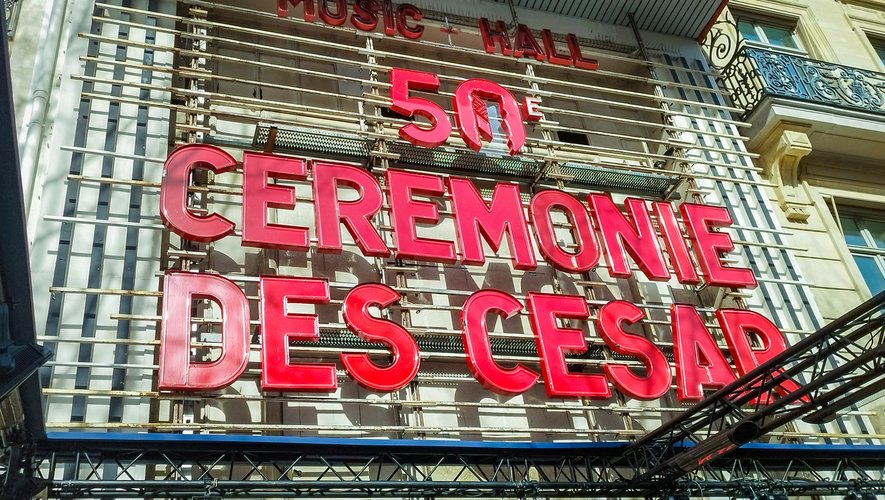 MUSIC - HALL
50E
CEREMONIE
DES CESAR